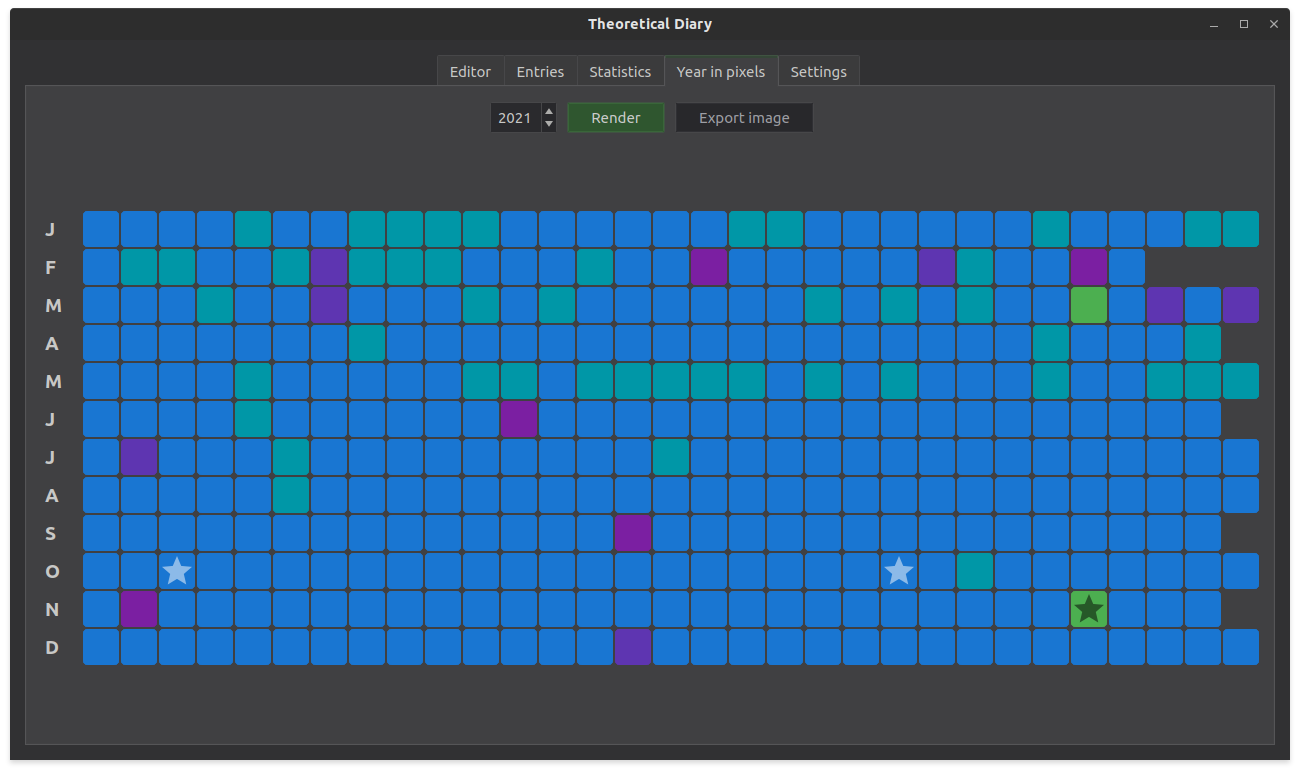 Theoretical Diary
Editor Entries Statistics Year in pixels Settings
2021 Render Export image
J
F
M
A
M
J
J
A
S
O
N
D